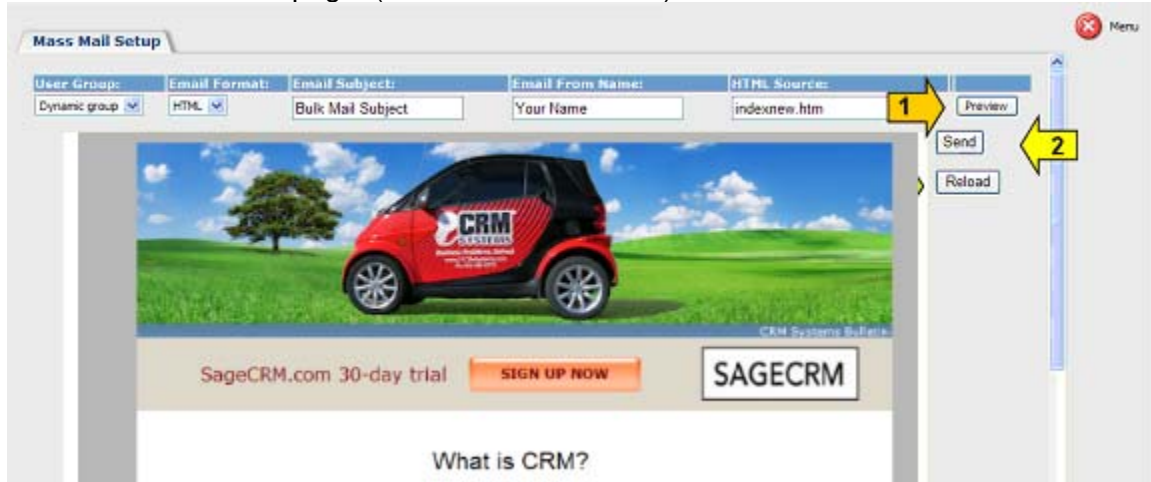 Menu
Mass Mail Setup
User Group: Email Format: Email Subject: Email From Name: HTML Source:
Dynamic group HTML Bulk Mail Subject Your Name indexnew.htm 1 Preview
Send 2
Reload
CRM
SYSTEMS
CRM Systems Bulletin
SageCRM.com 30-day trial SIGN UP NOW SAGECRM
What is CRM?